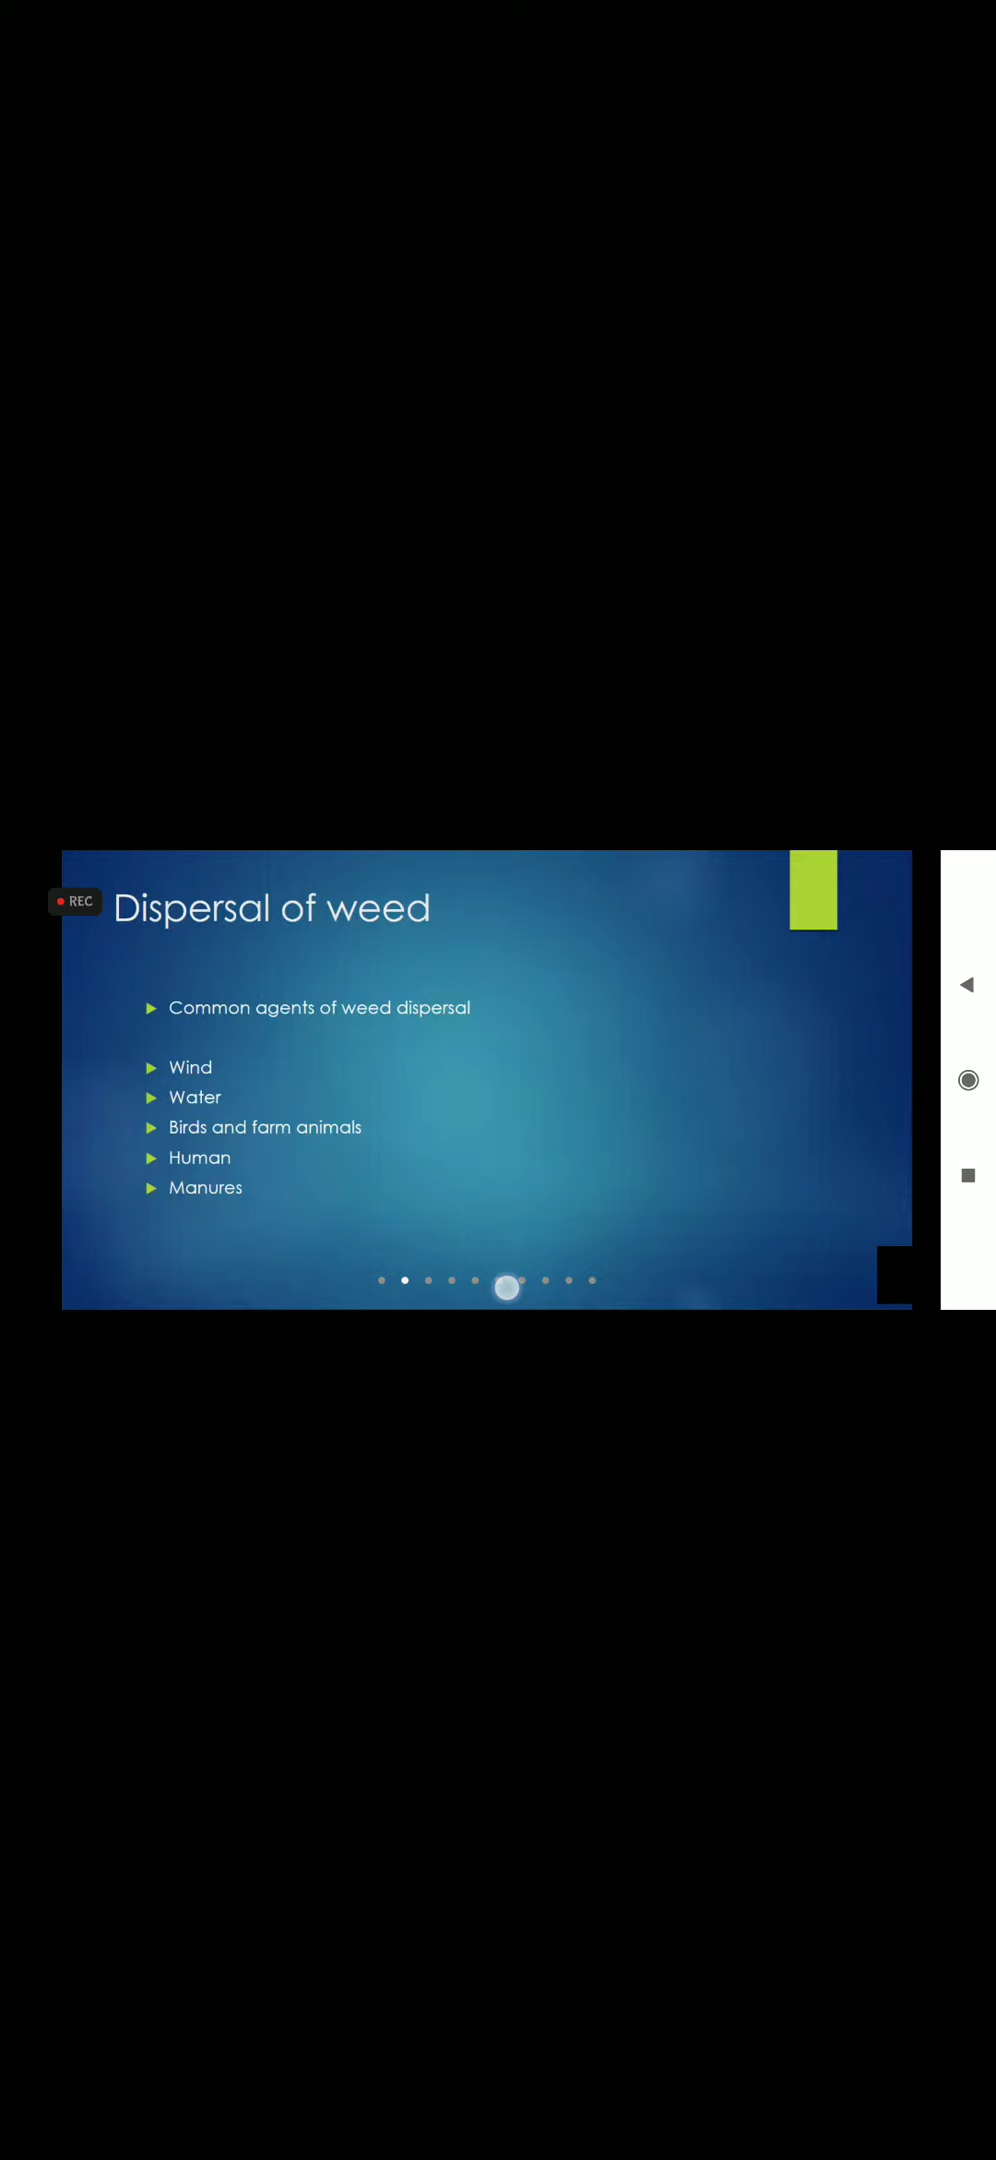 REC
Dispersal of weed
Common agents of weed dispersal
Wind
Water
Birds and farm animals
Human
Manures